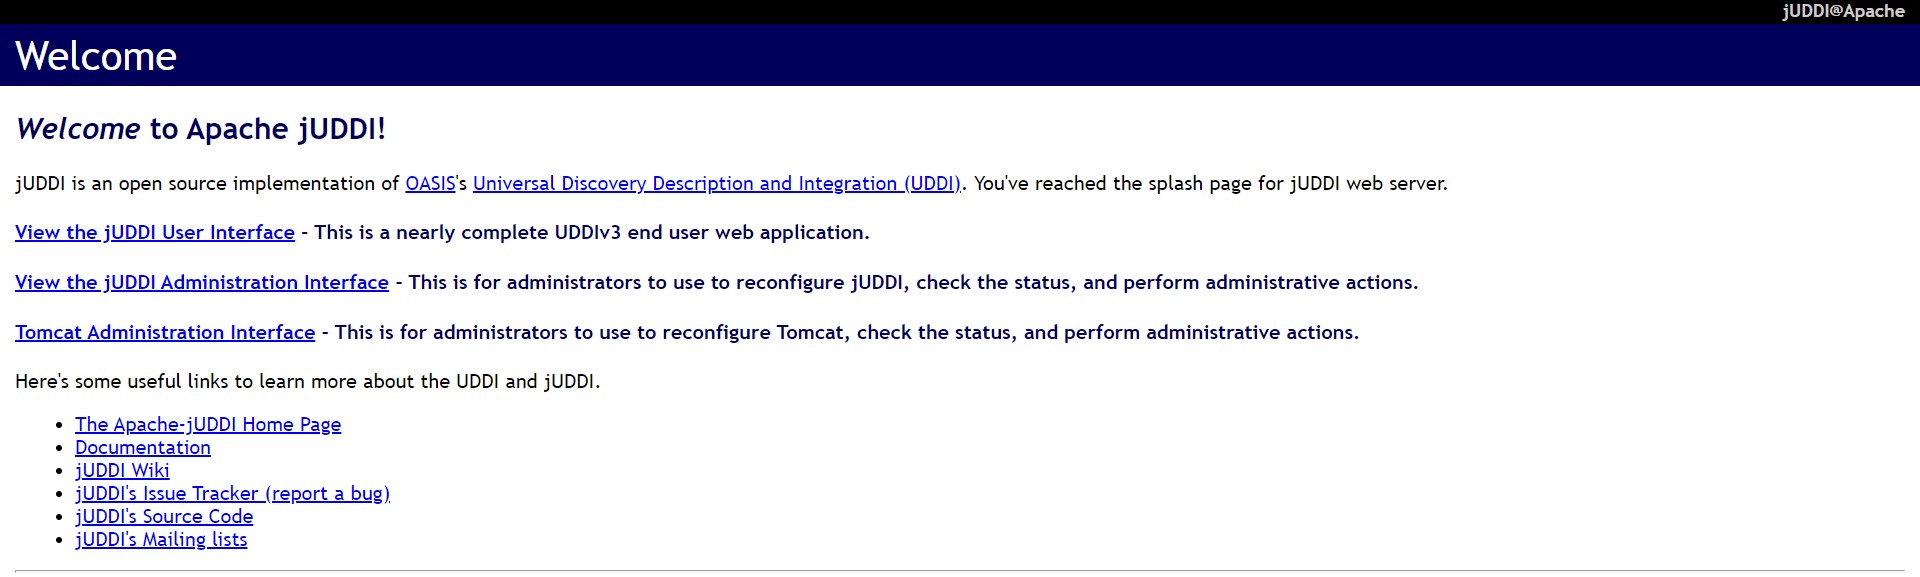 jUDDI@Apache
Welcome
Welcome to Apache jUDDI!
jUDDI is an open source implementation of OASIS's Universal Discovery Description and Integration (UDDI). You've reached the splash page for jUDDI web server.
View the jUDDI User Interface - This is a nearly complete UDDIv3 end user web application.
View the jUDDI Administration Interface - This is for administrators to use to reconfigure jUDDI, check the status, and perform administrative actions.
Tomcat Administration Interface - This is for administrators to use to reconfigure Tomcat, check the status, and perform administrative actions.
Here's some useful links to learn more about the UDDI and jUDDI.
• The Apache-jUDDI Home Page
• Documentation
• jUDDI Wiki
• jUDDI's Issue Tracker (report a bug)
• jUDDI's Source Code
• jUDDI's Mailing lists